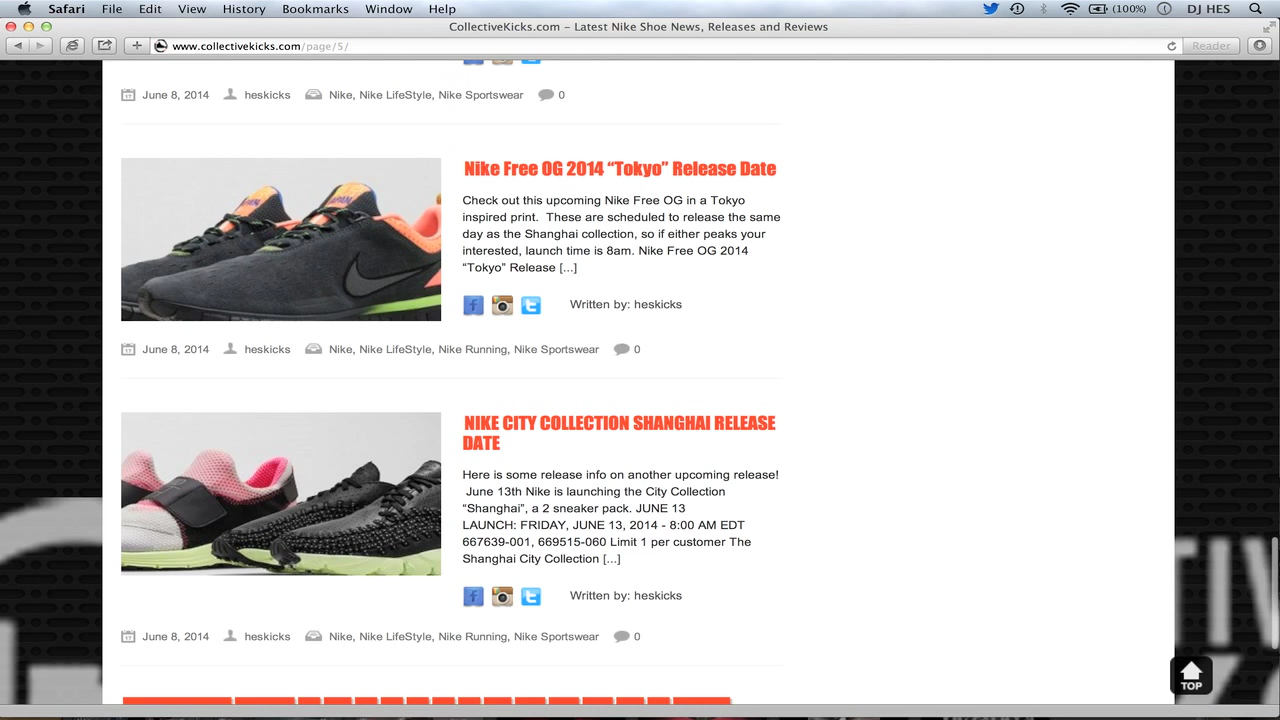 Safari File Edit View History Bookmarks Window Help (100%) DJ HES
CollectiveKicks.com – Latest Nike Shoe News, Releases and Reviews
www.collectivekicks.com/page/5/ Reader
June 8, 2014 heskicks Nike, Nike LifeStyle, Nike Sportswear 0
Nike Free OG 2014 “Tokyo” Release Date
Check out this upcoming Nike Free OG in a Tokyo
inspired print. These are scheduled to release the same
day as the Shanghai collection, so if either peaks your
interested, launch time is 8am. Nike Free OG 2014
“Tokyo” Release [...]
Written by: heskicks
June 8, 2014 heskicks Nike, Nike LifeStyle, Nike Running, Nike Sportswear 0
NIKE CITY COLLECTION SHANGHAI RELEASE
DATE
Here is some release info on another upcoming release!
June 13th Nike is launching the City Collection
“Shanghai”, a 2 sneaker pack. JUNE 13
LAUNCH: FRIDAY, JUNE 13, 2014 - 8:00 AM EDT
667639-001, 669515-060 Limit 1 per customer The
Shanghai City Collection [...]
Written by: heskicks
June 8, 2014 heskicks Nike, Nike LifeStyle, Nike Running, Nike Sportswear 0
TOP